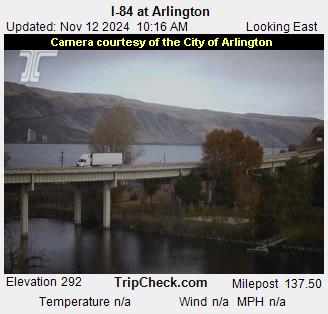 I-84 at Arlington
Updated: Nov 12 2024 10:16 AM Looking East
Camera courtesy of the City of Arlington
Elevation 292 TripCheck.com Milepost 137.50
Temperature n/a Wind n/a MPH n/a